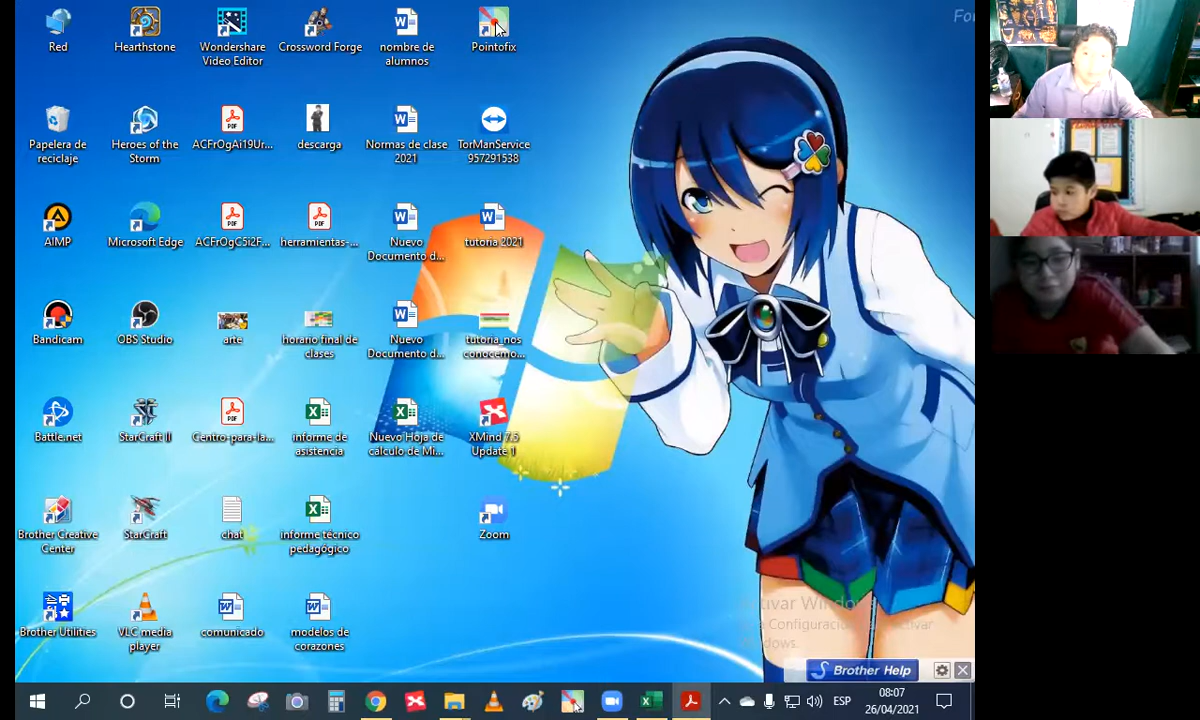 Red
Hearthstone
Wondershare
Video Editor
Crossword Forge
nombre de
alumnos
Pointofix
Papelera de
reciclaje
Heroes of the
Storm
ACFrOgAi19Ur...
descarga
Normas de clase
2021
TorManService
957291538
AIMP
Microsoft Edge
ACFrOgC5i2F...
herramientas-...
Nuevo
Documento d...
tutoria 2021
Bandicam
OBS Studio
arte
horario final de
clases
Nuevo
Documento d...
tutoria_nos
conocemo...
Battle.net
StarCraft II
Centro-para-la...
informe de
asistencia
Nuevo Hoja de
cálculo de Mi...
XMind 7.5
Update 1
Brother Creative
Center
StarCraft
chat
informe técnico
pedagógico
Zoom
Brother Utilities
VLC media
player
comunicado
modelos de
corazones
Brother Help
ESP
08:07
26/04/2021